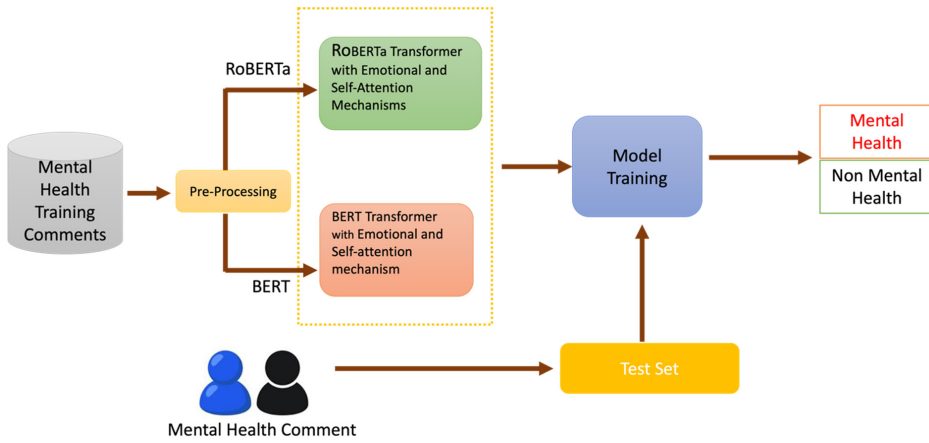 RoBERTa
RoBERTa Transformer
with Emotional and
Self-Attention
Mechanisms
Mental
Health
Training
Comments
Pre-Processing
BERT Transformer
with Emotional and
Self-attention
mechanism
BERT
Model
Training
Mental
Health
Non Mental
Health
Test Set
Mental Health Comment